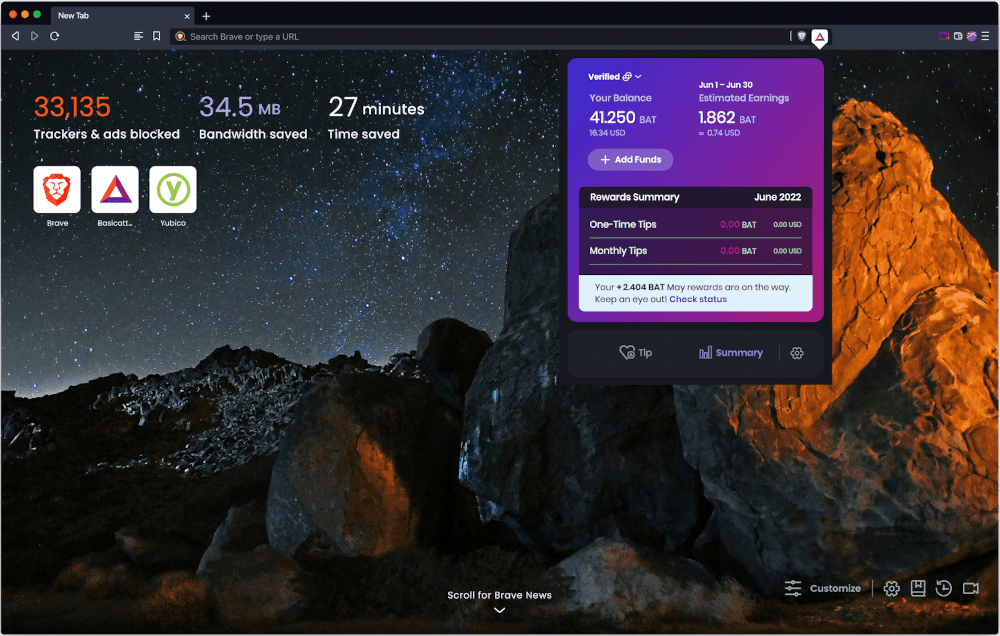 New Tab
Search Brave or type a URL
33,135
Trackers & ads blocked
34.5 MB
Bandwidth saved
27 minutes
Time saved
Brave
Basicatt...
Yubico
Verified
Your Balance
41.250 BAT
16.34 USD
Jun 1 – Jun 30
Estimated Earnings
1.862 BAT
≈ 0.74 USD
+ Add Funds
Rewards Summary June 2022
One-Time Tips 0.00 BAT 0.00 USD
Monthly Tips 0.00 BAT 0.00 USD
Your +2.404 BAT May rewards are on the way.
Keep an eye out! Check status
Tip
Summary
Scroll for Brave News
Customize